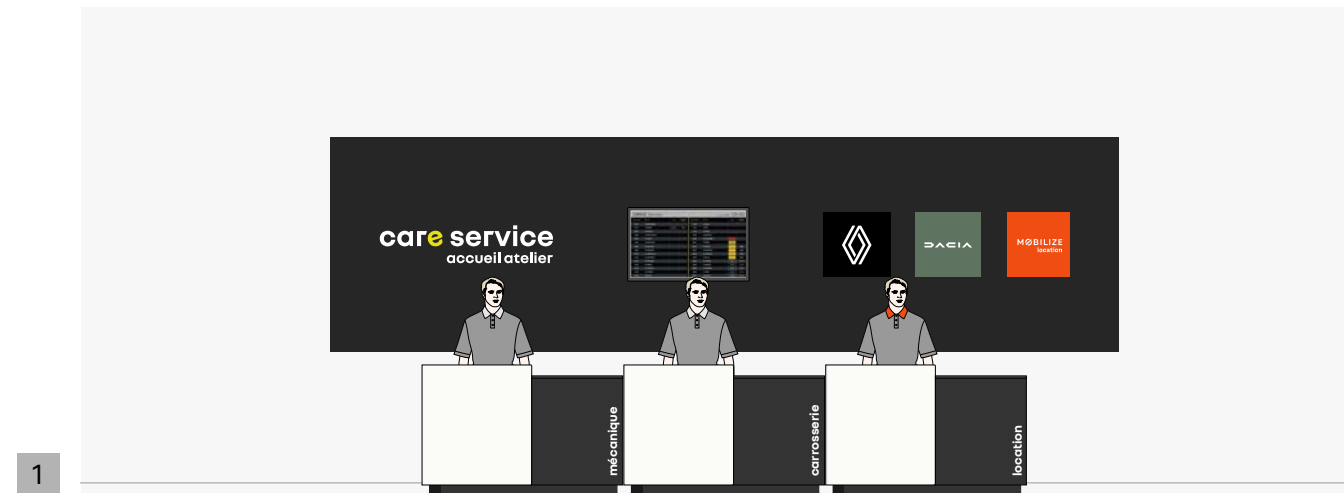 care service
accueil atelier
DACIA
MOBILIZE
location
mécanique
carrosserie
location
1